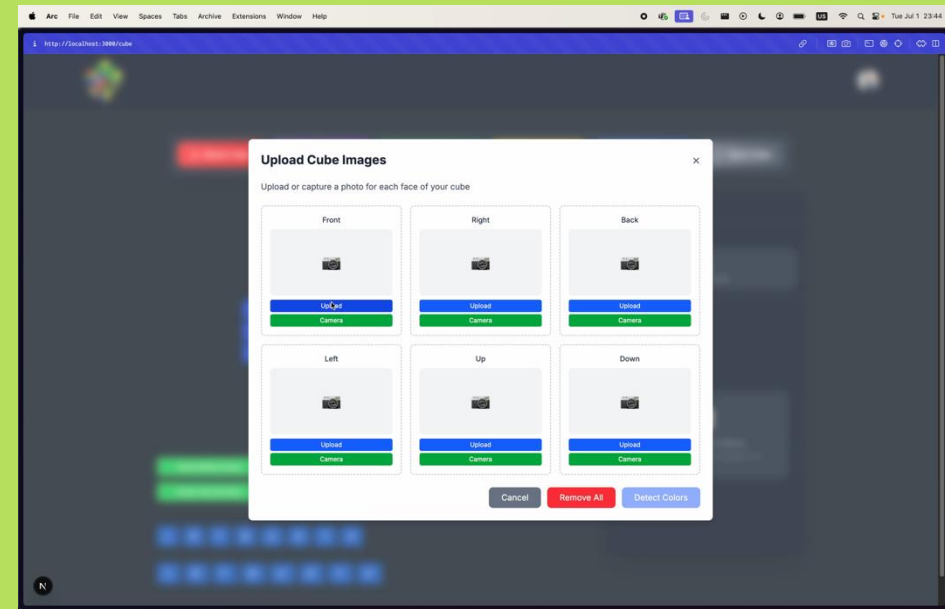 Arc File Edit View Spaces Tabs Archive Extensions Window Help
US Tue Jul 1 23:44
http://localhost:3000/cube
Upload Cube Images
×
Upload or capture a photo for each face of your cube
Front Right Back
Upload Upload Upload
Camera Camera Camera
Left Up Down
Upload Upload Upload
Camera Camera Camera
Cancel Remove All Detect Colors
N